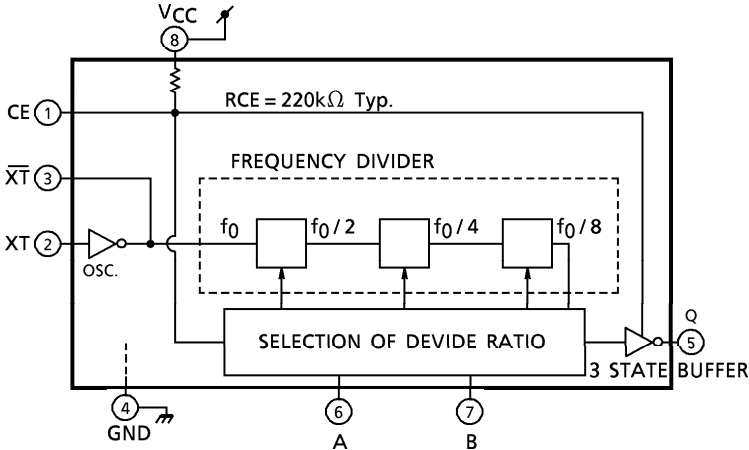 VCC
8
CE 1
RCE = 220kΩ Typ.
X̅T̅ 3
FREQUENCY DIVIDER
XT 2
OSC.
f0
f0/2
f0/4
f0/8
SELECTION OF DEVIDE RATIO
Q
5
3 STATE BUFFER
4
GND
6
A
7
B